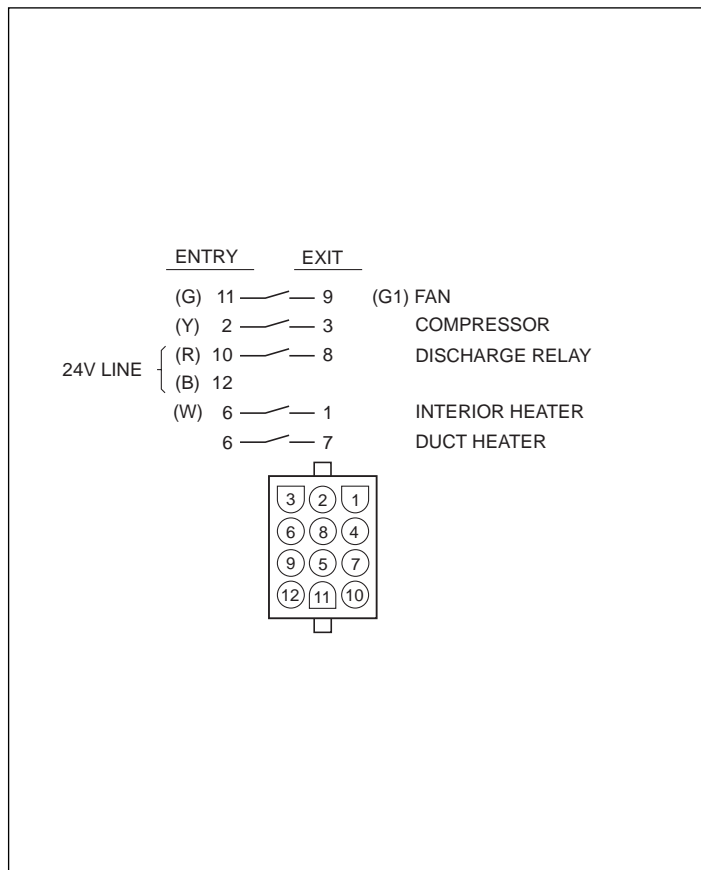 ENTRY EXIT
(G) 11 9 (G1) FAN
(Y) 2 3 COMPRESSOR
(R) 10 8 DISCHARGE RELAY
24V LINE
(B) 12
(W) 6 1 INTERIOR HEATER
6 7 DUCT HEATER
3 2 1
6 8 4
9 5 7
12 11 10